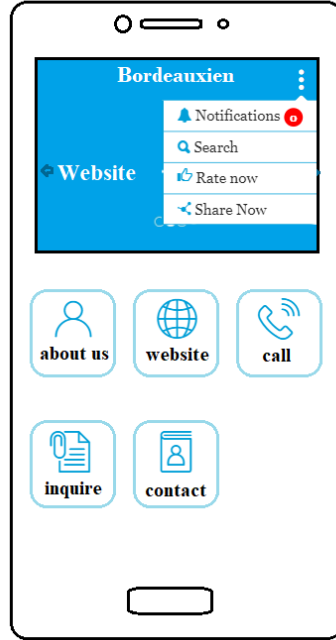 Bordeauxien
Notifications 0
Search
Website
Rate now
Share Now
about us
website
call
inquire
contact